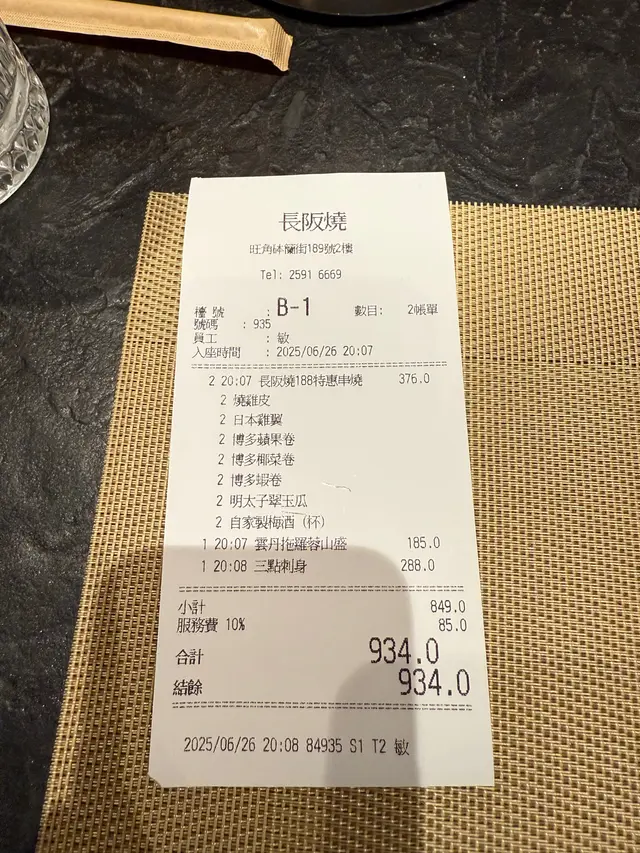 長阪燒
旺角砵蘭街189號2樓
Tel: 2591 6669
檯號 : B-1 數目: 2帳單
號碼 : 935
員工 : 敏
入座時間 : 2025/06/26 20:07
2 20:07 長阪燒188特惠串燒 376.0
2 燒雞皮
2 日本雞翼
2 博多蘋果卷
2 博多椰菜卷
2 博多蝦卷
2 明太子翠玉瓜
2 自家製梅酒 (杯)
1 20:07 雲丹拖羅蓉山盛 185.0
1 20:08 三點刺身 288.0
小計 849.0
服務費 10% 85.0
合計 934.0
結餘 934.0
2025/06/26 20:08 84935 S1 T2 敏